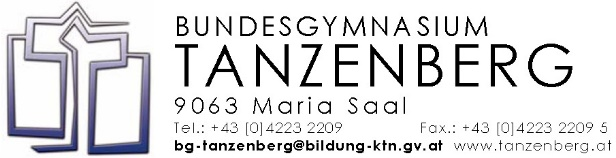 BUNDESGYMNASIUM
TANZENBERG
9063 Maria Saal
Tel.: +43 (0)4223 2209 Fax.: +43 (0)4223 2209 5
bg-tanzenberg@bildung-ktn.gv.at www.tanzenberg.at